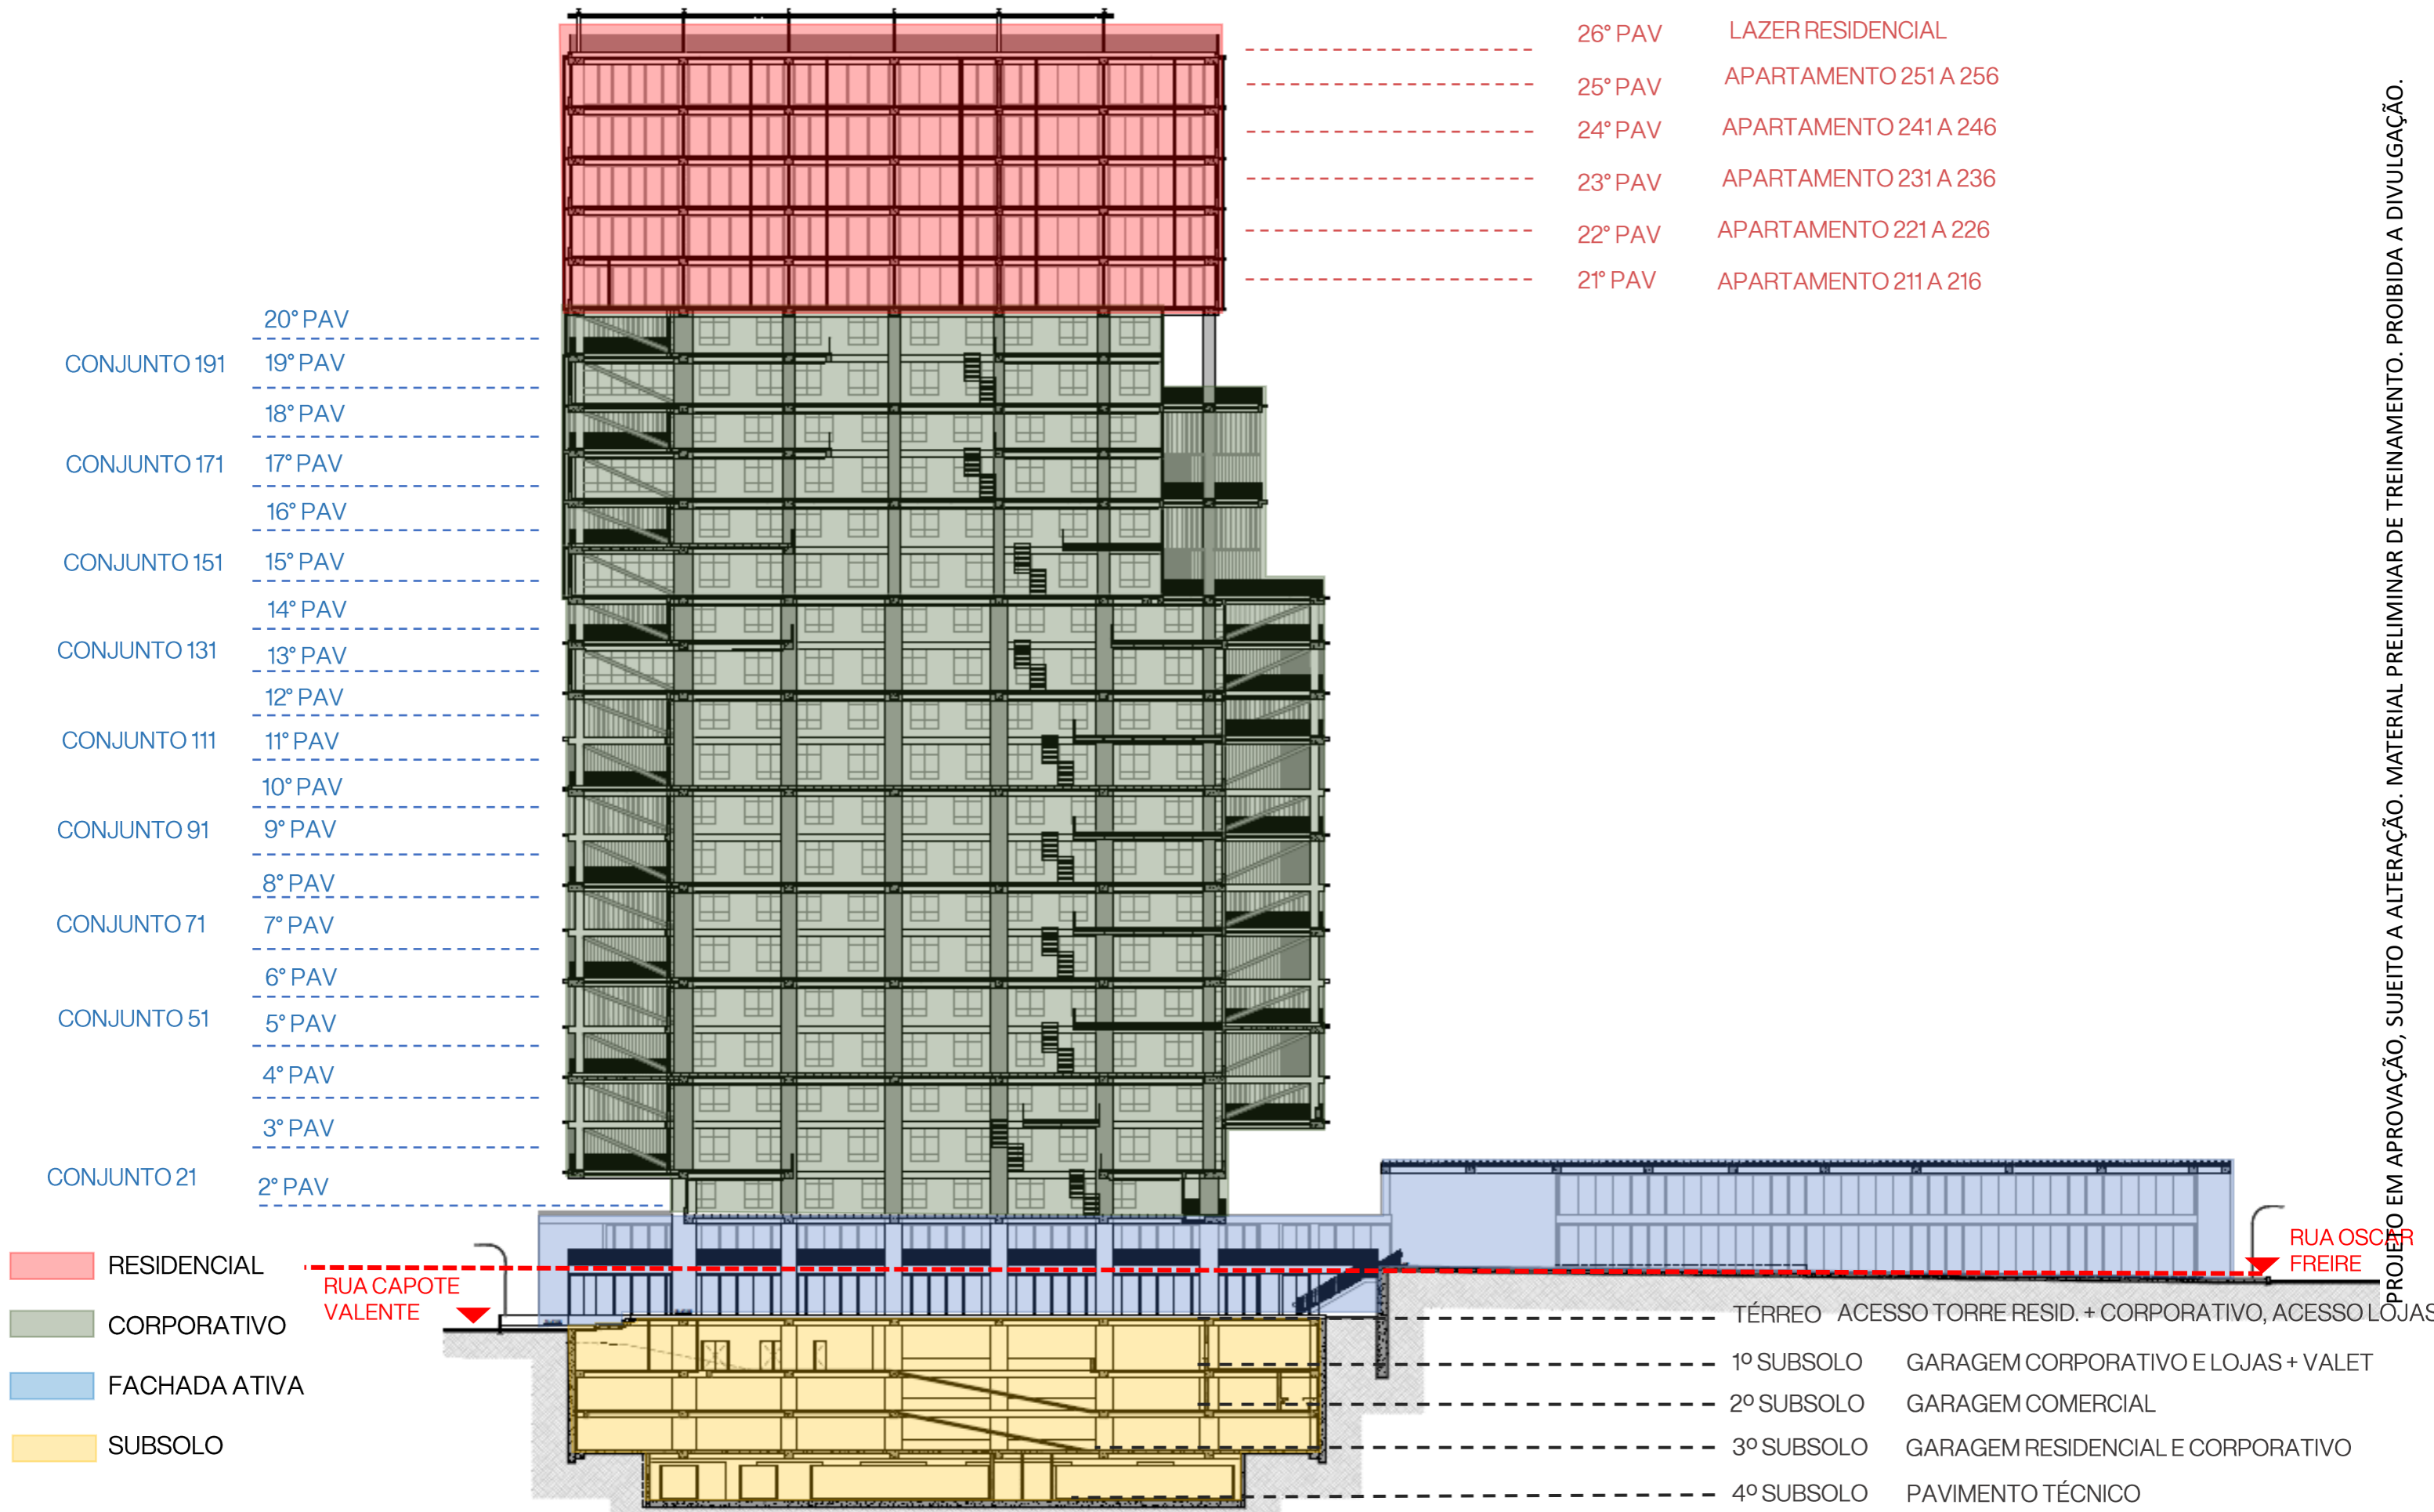 26° PAV LAZER RESIDENCIAL
25° PAV APARTAMENTO 251 A 256
24° PAV APARTAMENTO 241 A 246
23° PAV APARTAMENTO 231 A 236
22° PAV APARTAMENTO 221 A 226
21° PAV APARTAMENTO 211 A 216
20° PAV
CONJUNTO 191 19° PAV
18° PAV
CONJUNTO 171 17° PAV
16° PAV
CONJUNTO 151 15° PAV
14° PAV
CONJUNTO 131 13° PAV
12° PAV
CONJUNTO 111 11° PAV
10° PAV
CONJUNTO 91 9° PAV
8° PAV
CONJUNTO 71 7° PAV
6° PAV
CONJUNTO 51 5° PAV
4° PAV
3° PAV
CONJUNTO 21 2° PAV
RESIDENCIAL
CORPORATIVO
FACHADA ATIVA
SUBSOLO
RUA CAPOTE
VALENTE
RUA OSCAR
FREIRE
TÉRREO ACESSO TORRE RESID. + CORPORATIVO, ACESSO LOJAS
1º SUBSOLO GARAGEM CORPORATIVO E LOJAS + VALET
2º SUBSOLO GARAGEM COMERCIAL
3º SUBSOLO GARAGEM RESIDENCIAL E CORPORATIVO
4º SUBSOLO PAVIMENTO TÉCNICO
PROJETO EM APROVAÇÃO, SUJEITO A ALTERAÇÃO. MATERIAL PRELIMINAR DE TREINAMENTO. PROIBIDA A DIVULGAÇÃO.